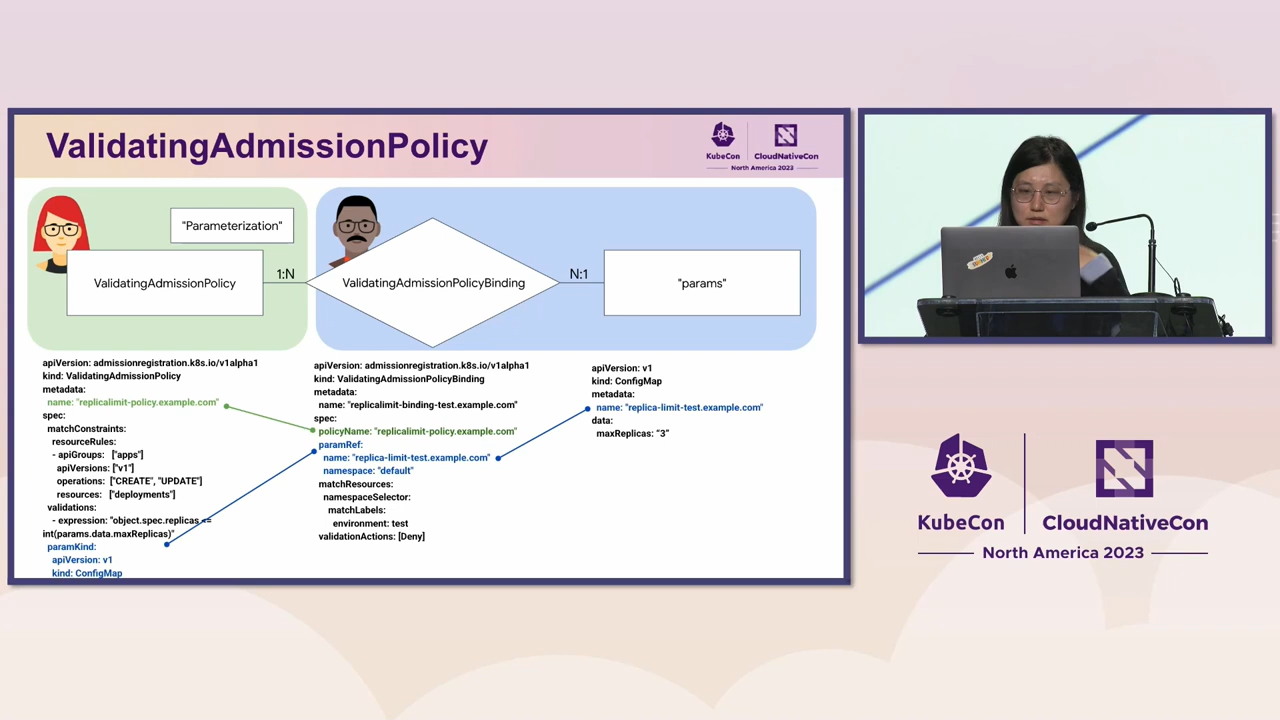 ValidatingAdmissionPolicy
KubeCon
CloudNativeCon
North America 2023
"Parameterization"
ValidatingAdmissionPolicy
1:N
ValidatingAdmissionPolicyBinding
N:1
"params"
apiVersion: admissionregistration.k8s.io/v1alpha1
kind: ValidatingAdmissionPolicy
metadata:
name: "replicalimit-policy.example.com"
spec:
matchConstraints:
resourceRules:
- apiGroups: ["apps"]
apiVersions: ["v1"]
operations: ["CREATE", "UPDATE"]
resources: ["deployments"]
validations:
- expression: "object.spec.replicas <=
int(params.data.maxReplicas)"
paramKind:
apiVersion: v1
kind: ConfigMap
apiVersion: admissionregistration.k8s.io/v1alpha1
kind: ValidatingAdmissionPolicyBinding
metadata:
name: "replicalimit-binding-test.example.com"
spec:
policyName: "replicalimit-policy.example.com"
paramRef:
name: "replica-limit-test.example.com"
namespace: "default"
matchResources:
namespaceSelector:
matchLabels:
environment: test
validationActions: [Deny]
apiVersion: v1
kind: ConfigMap
metadata:
name: "replica-limit-test.example.com"
data:
maxReplicas: “3”
KubeCon
CloudNativeCon
North America 2023